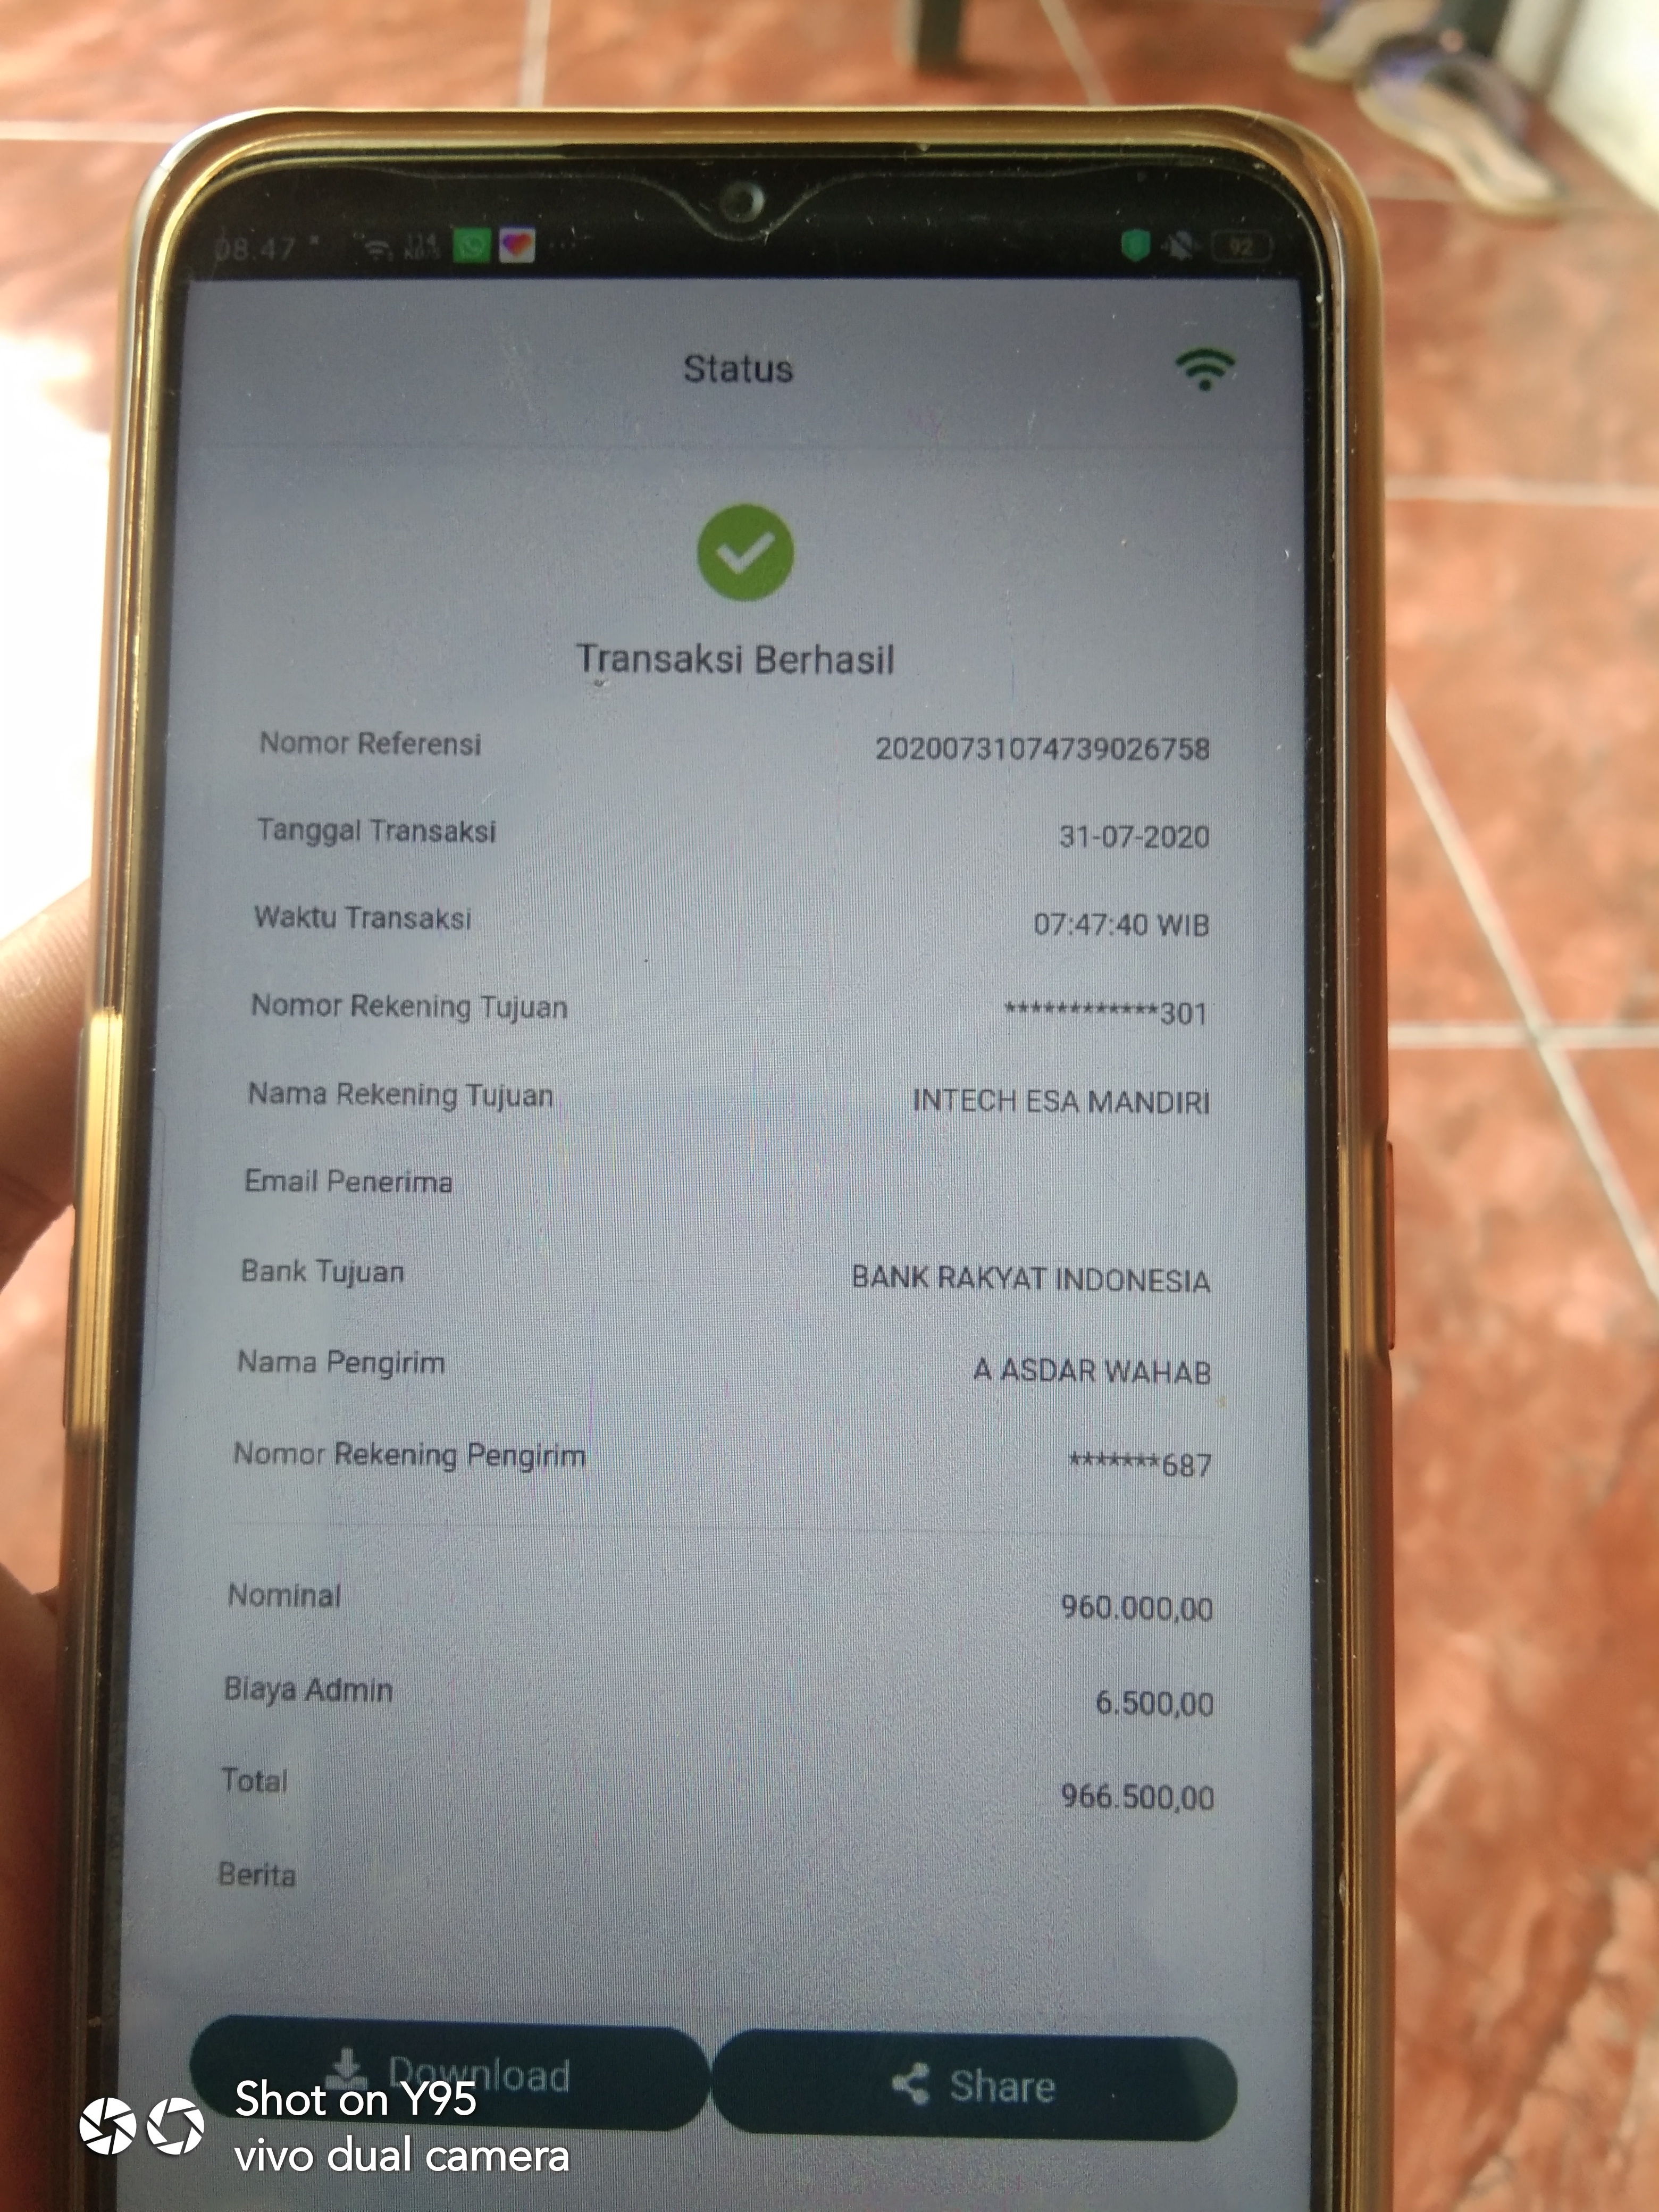 08.47
114 KB/S
92
Status
Transaksi Berhasil
Nomor Referensi 20200731074739026758
Tanggal Transaksi 31-07-2020
Waktu Transaksi 07:47:40 WIB
Nomor Rekening Tujuan ************301
Nama Rekening Tujuan INTECH ESA MANDIRI
Email Penerima
Bank Tujuan BANK RAKYAT INDONESIA
Nama Pengirim A ASDAR WAHAB
Nomor Rekening Pengirim *******687
Nominal 960.000,00
Biaya Admin 6.500,00
Total 966.500,00
Berita
Download Share
Shot on Y95
vivo dual camera